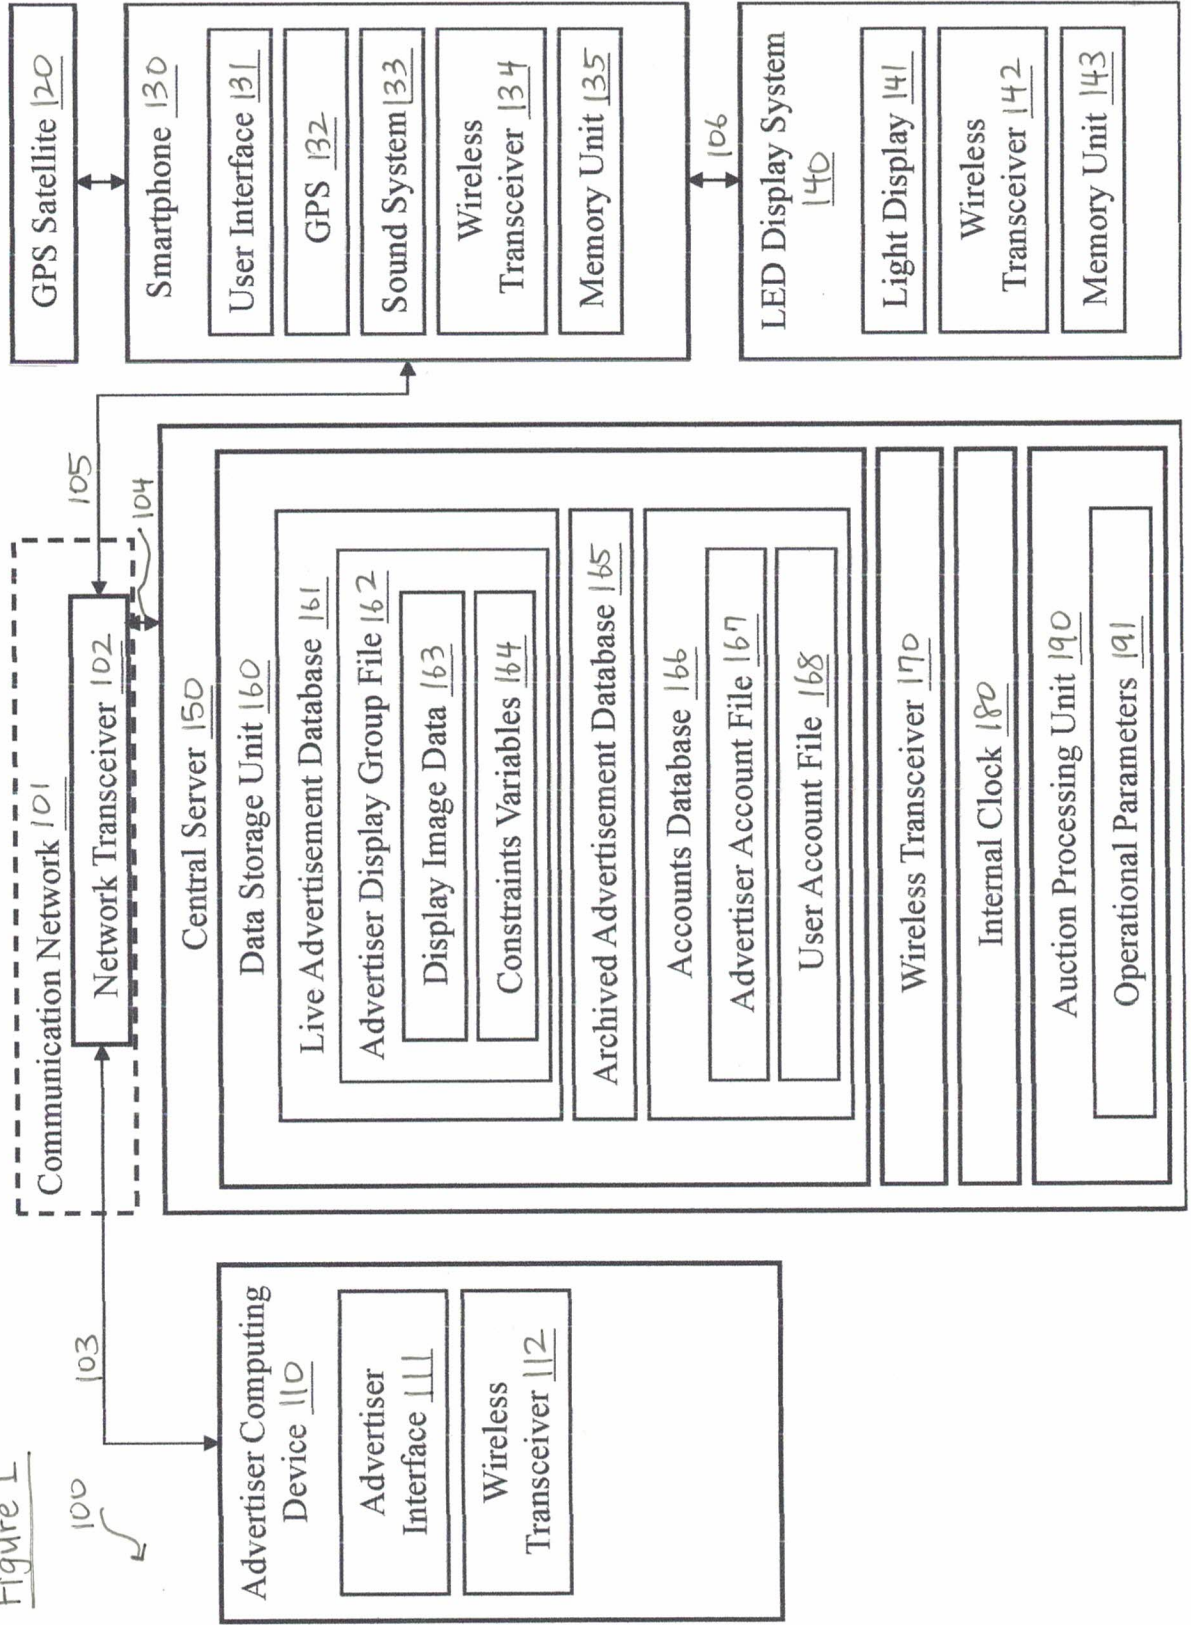 Figure 1
100
103
Communication Network 101
Network Transceiver 102
105
104
Advertiser Computing
Device 110
Advertiser
Interface 111
Wireless
Transceiver 112
Central Server 150
Data Storage Unit 160
Live Advertisement Database 161
Advertiser Display Group File 162
Display Image Data 163
Constraints Variables 164
Archived Advertisement Database 165
Accounts Database 166
Advertiser Account File 167
User Account File 168
Wireless Transceiver 170
Internal Clock 180
Auction Processing Unit 190
Operational Parameters 191
GPS Satellite 120
Smartphone 130
User Interface 131
GPS 132
Sound System 133
Wireless
Transceiver 134
Memory Unit 135
106
LED Display System
140
Light Display 141
Wireless
Transceiver 142
Memory Unit 143